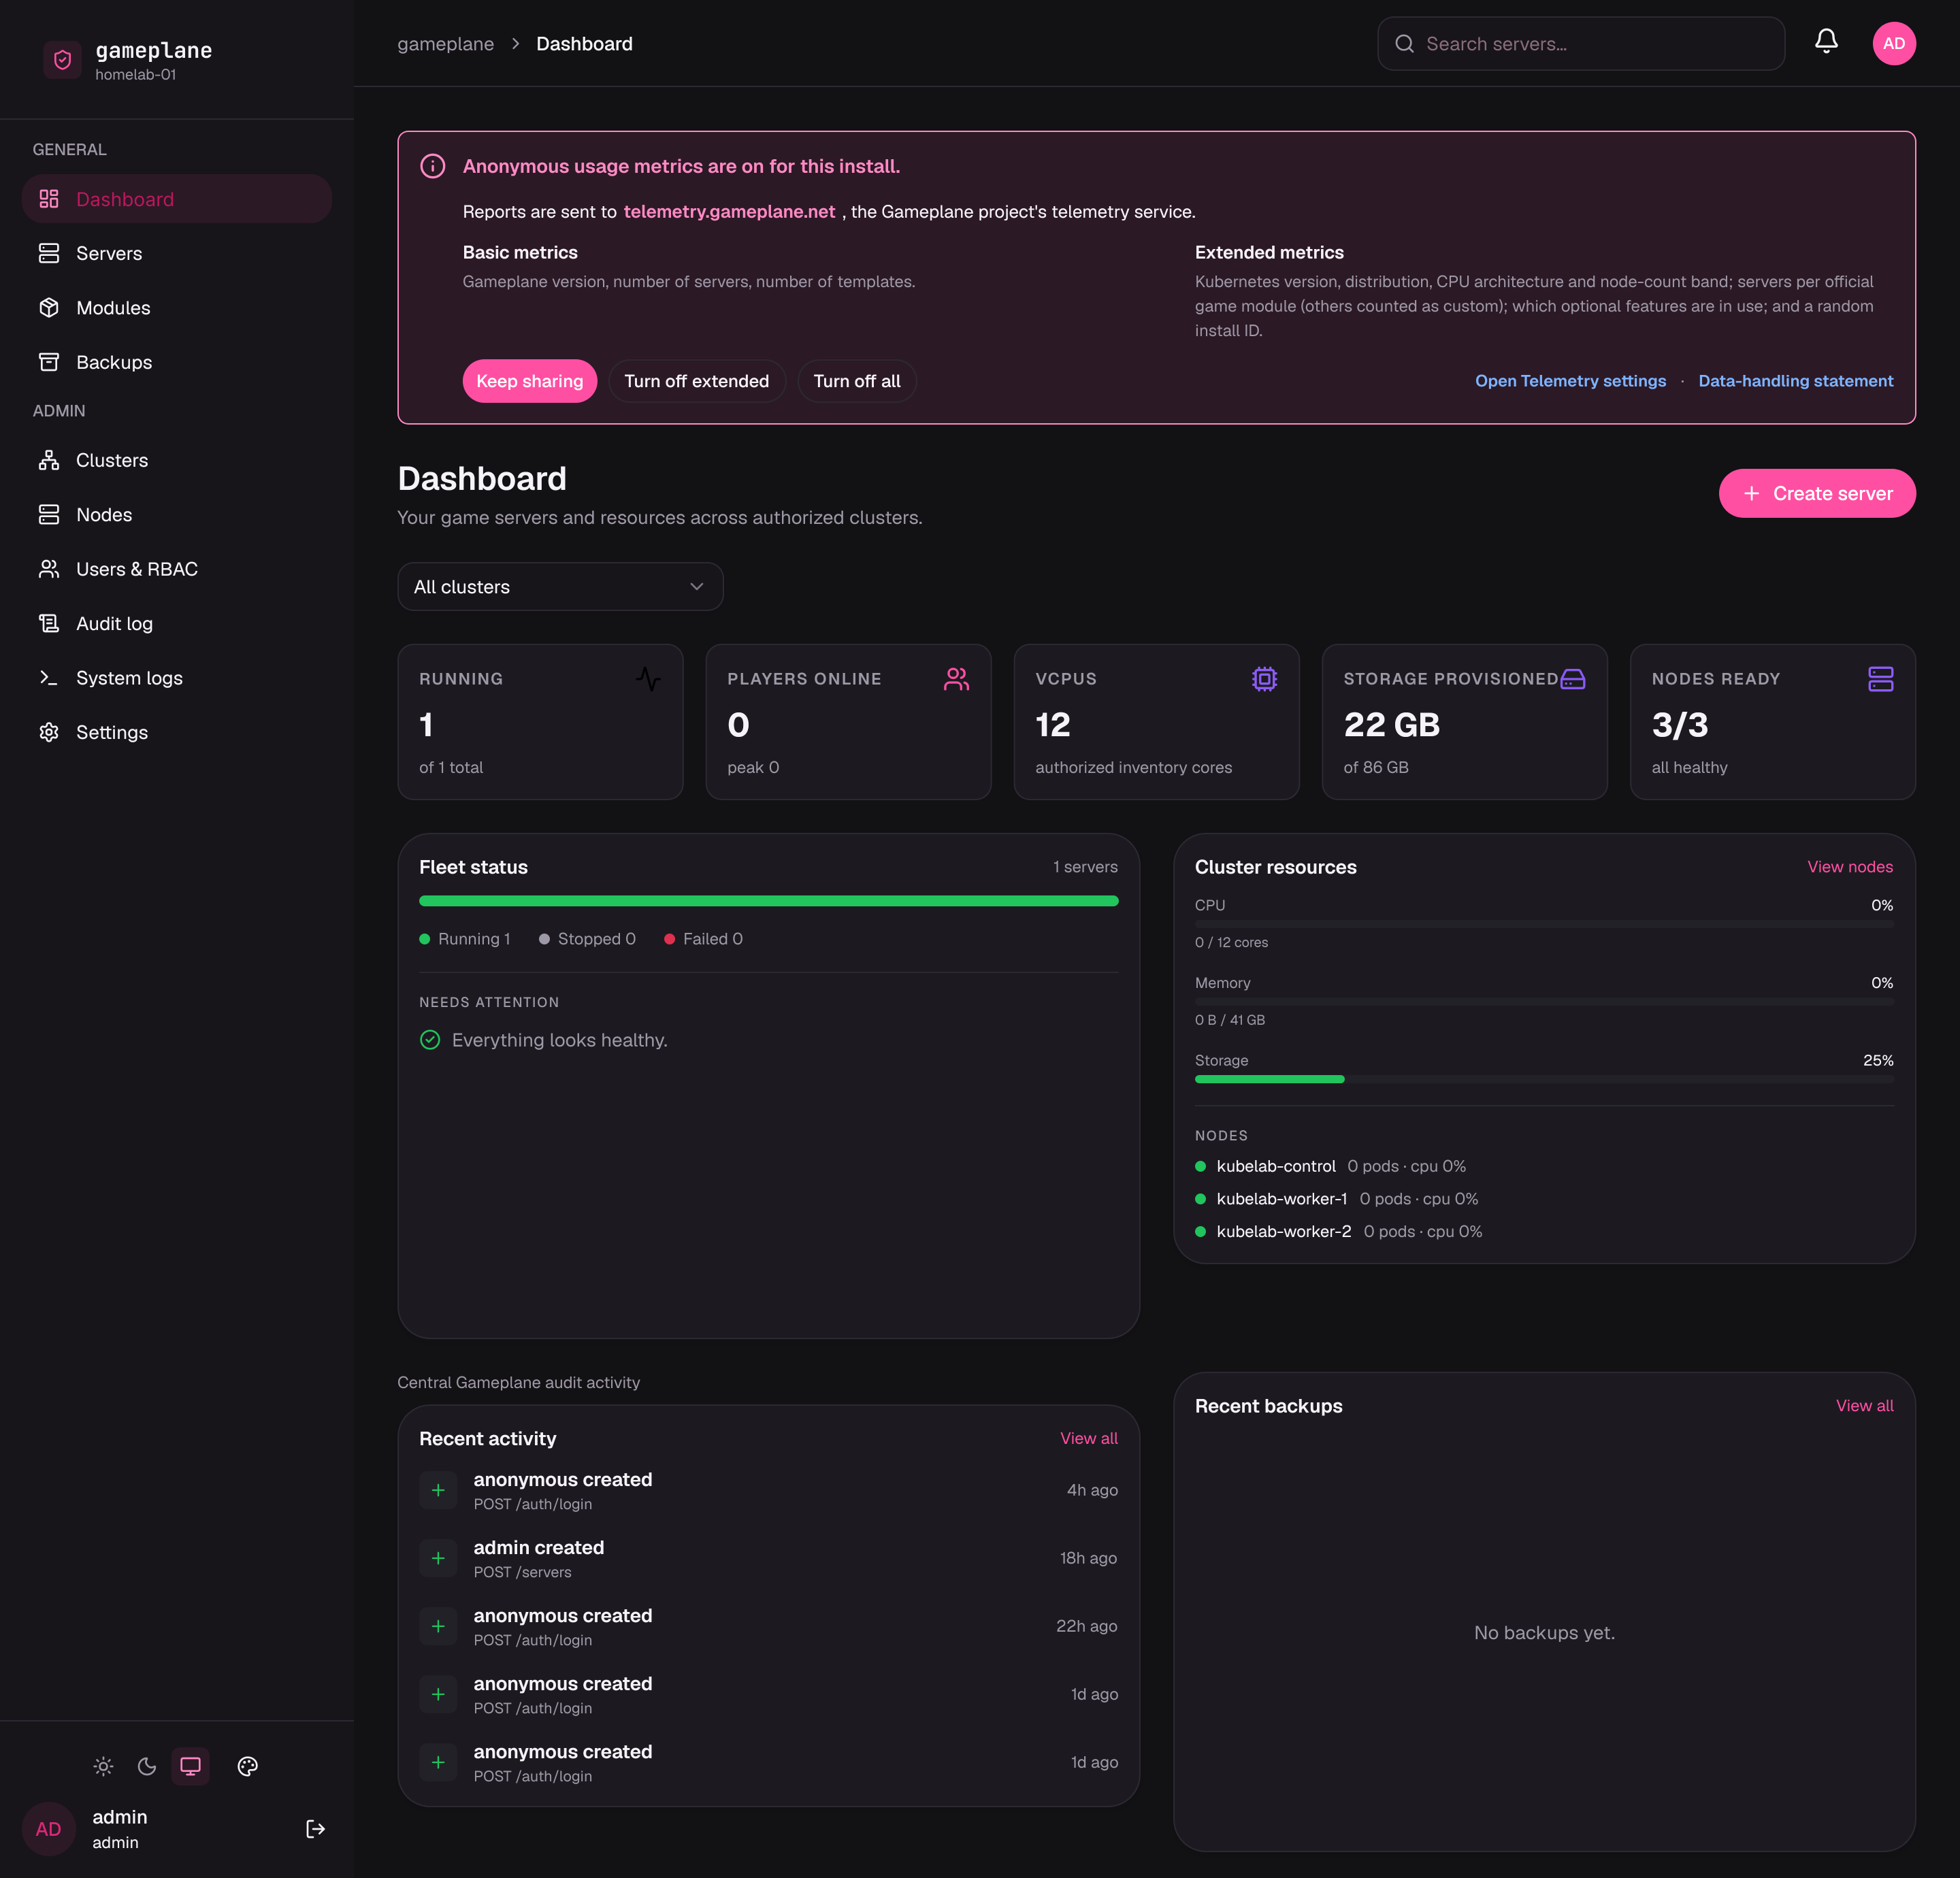 gameplane
homelab-01
GENERAL
Dashboard
Servers
Modules
Backups
ADMIN
Clusters
Nodes
Users & RBAC
Audit log
System logs
Settings
AD
admin
admin
gameplane > Dashboard
Search servers...
AD
Anonymous usage metrics are on for this install.
Reports are sent to telemetry.gameplane.net , the Gameplane project's telemetry service.
Basic metrics
Gameplane version, number of servers, number of templates.
Extended metrics
Kubernetes version, distribution, CPU architecture and node-count band; servers per official
game module (others counted as custom); which optional features are in use; and a random
install ID.
Keep sharing
Turn off extended
Turn off all
Open Telemetry settings · Data-handling statement
Dashboard
Your game servers and resources across authorized clusters.
Create server
All clusters
RUNNING
1
of 1 total
PLAYERS ONLINE
0
peak 0
VCPUS
12
authorized inventory cores
STORAGE PROVISIONED
22 GB
of 86 GB
NODES READY
3/3
all healthy
Fleet status
1 servers
Running 1
Stopped 0
Failed 0
NEEDS ATTENTION
Everything looks healthy.
Cluster resources
View nodes
CPU
0%
0 / 12 cores
Memory
0%
0 B / 41 GB
Storage
25%
NODES
kubelab-control 0 pods · cpu 0%
kubelab-worker-1 0 pods · cpu 0%
kubelab-worker-2 0 pods · cpu 0%
Central Gameplane audit activity
Recent activity
View all
anonymous created
POST /auth/login
4h ago
admin created
POST /servers
18h ago
anonymous created
POST /auth/login
22h ago
anonymous created
POST /auth/login
1d ago
anonymous created
POST /auth/login
1d ago
Recent backups
View all
No backups yet.